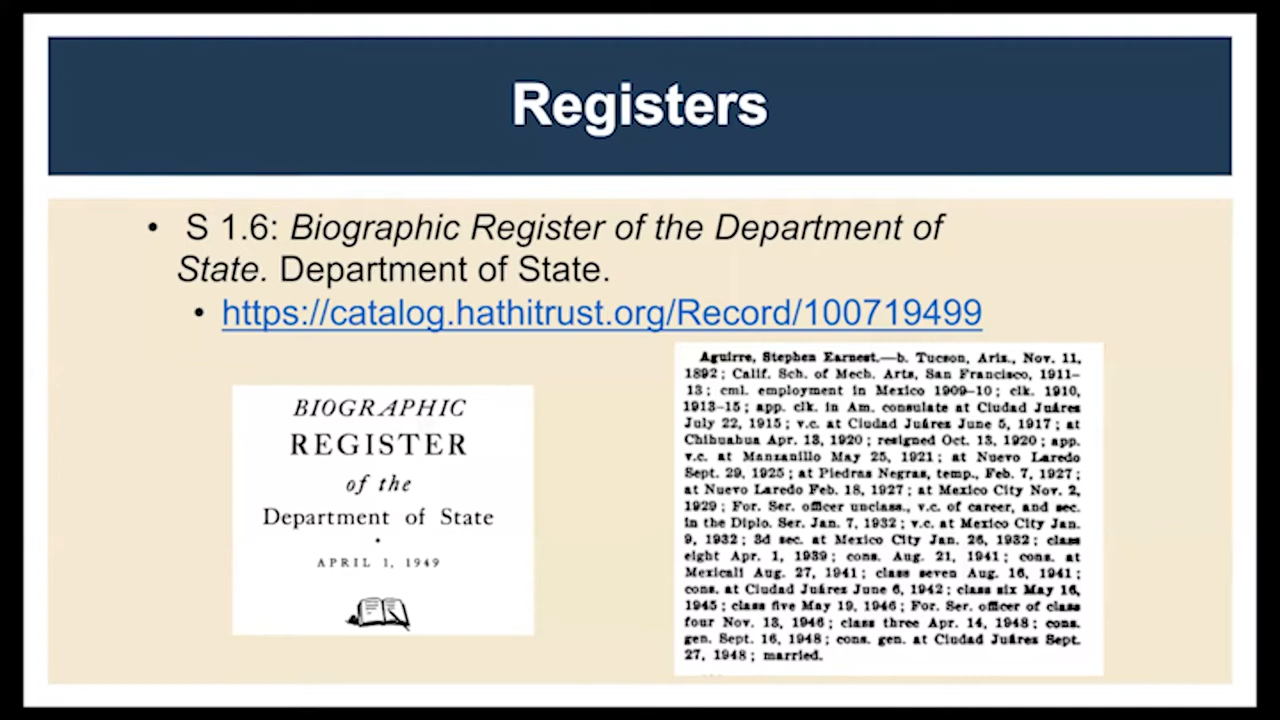 Registers
• S 1.6: Biographic Register of the Department of
State. Department of State.
• https://catalog.hathitrust.org/Record/100719499
BIOGRAPHIC
REGISTER
of the
Department of State
APRIL 1, 1949
Aguirre, Stephen Earnest.—b. Tucson, Ariz., Nov. 11,
1892; Calif. Sch. of Mech. Arts, San Francisco, 1911–
13; cml. employment in Mexico 1909–10; clk. 1910,
1913–15; app. clk. in Am. consulate at Ciudad Juárez
July 22, 1915; v.c. at Ciudad Juárez June 5, 1917; at
Chihuahua Apr. 13, 1920; resigned Oct. 13, 1920; app.
v.c. at Manzanillo May 25, 1921; at Nuevo Laredo
Sept. 29, 1925; at Piedras Negras, temp., Feb. 7, 1927;
at Nuevo Laredo Feb. 18, 1927; at Mexico City Nov. 2,
1929; For. Ser. officer unclass., v.c. of career, and sec.
in the Diplo. Ser. Jan. 7, 1932; v.c. at Mexico City Jan.
9, 1932; 3d sec. at Mexico City Jan. 26, 1932; class
eight Apr. 1, 1939; cons. Aug. 21, 1941; cons. at
Mexicali Aug. 27, 1941; class seven Aug. 16, 1941;
cons. at Ciudad Juárez June 6, 1942; class six May 16,
1945; class five May 19, 1946; For. Ser. officer of class
four Nov. 13, 1946; class three Apr. 14, 1948; cons.
gen. Sept. 16, 1948; cons. gen. at Ciudad Juárez Sept.
27, 1948; married.